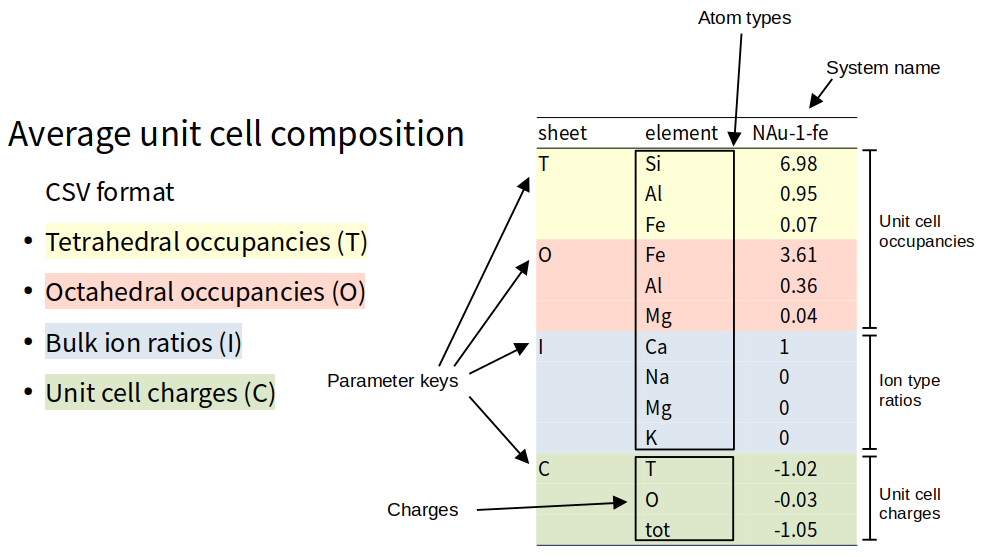 Atom types
System name
Average unit cell composition
CSV format
• Tetrahedral occupancies (T)
• Octahedral occupancies (O)
• Bulk ion ratios (I)
• Unit cell charges (C)
Parameter keys
Charges
sheet element NAu-1-fe
T Si 6.98
Al 0.95
Fe 0.07
O Fe 3.61
Al 0.36
Mg 0.04
I Ca 1
Na 0
Mg 0
K 0
C T -1.02
O -0.03
tot -1.05
Unit cell
occupancies
Ion type
ratios
Unit cell
charges